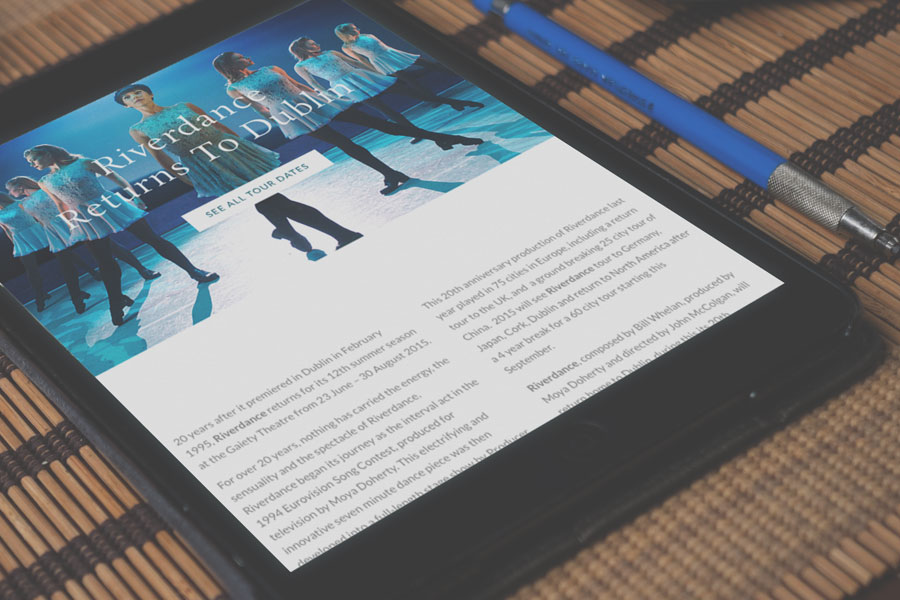 Riverdance
Returns To Dublin
SEE ALL TOUR DATES
20 years after it premiered in Dublin in February
1995, Riverdance returns for its 12th summer season
at the Gaiety Theatre from 23 June – 30 August 2015.
For over 20 years, nothing has carried the energy, the
sensuality and the spectacle of Riverdance.
Riverdance began its journey as the interval act in the
1994 Eurovision Song Contest, produced for
television by Moya Doherty. This electrifying and
innovative seven minute dance piece was then
developed into a full-length stage show by Producer
This 20th anniversary production of Riverdance last
year played in 75 cities in Europe, including a return
tour to the UK, and a ground breaking 25 city tour of
China. 2015 will see Riverdance tour to Germany,
Japan, Cork, Dublin and return to North America after
a 4 year break for a 60 city tour starting this
September.
Riverdance, composed by Bill Whelan, produced by
Moya Doherty and directed by John McColgan, will
return home to Dublin, during this its 20th